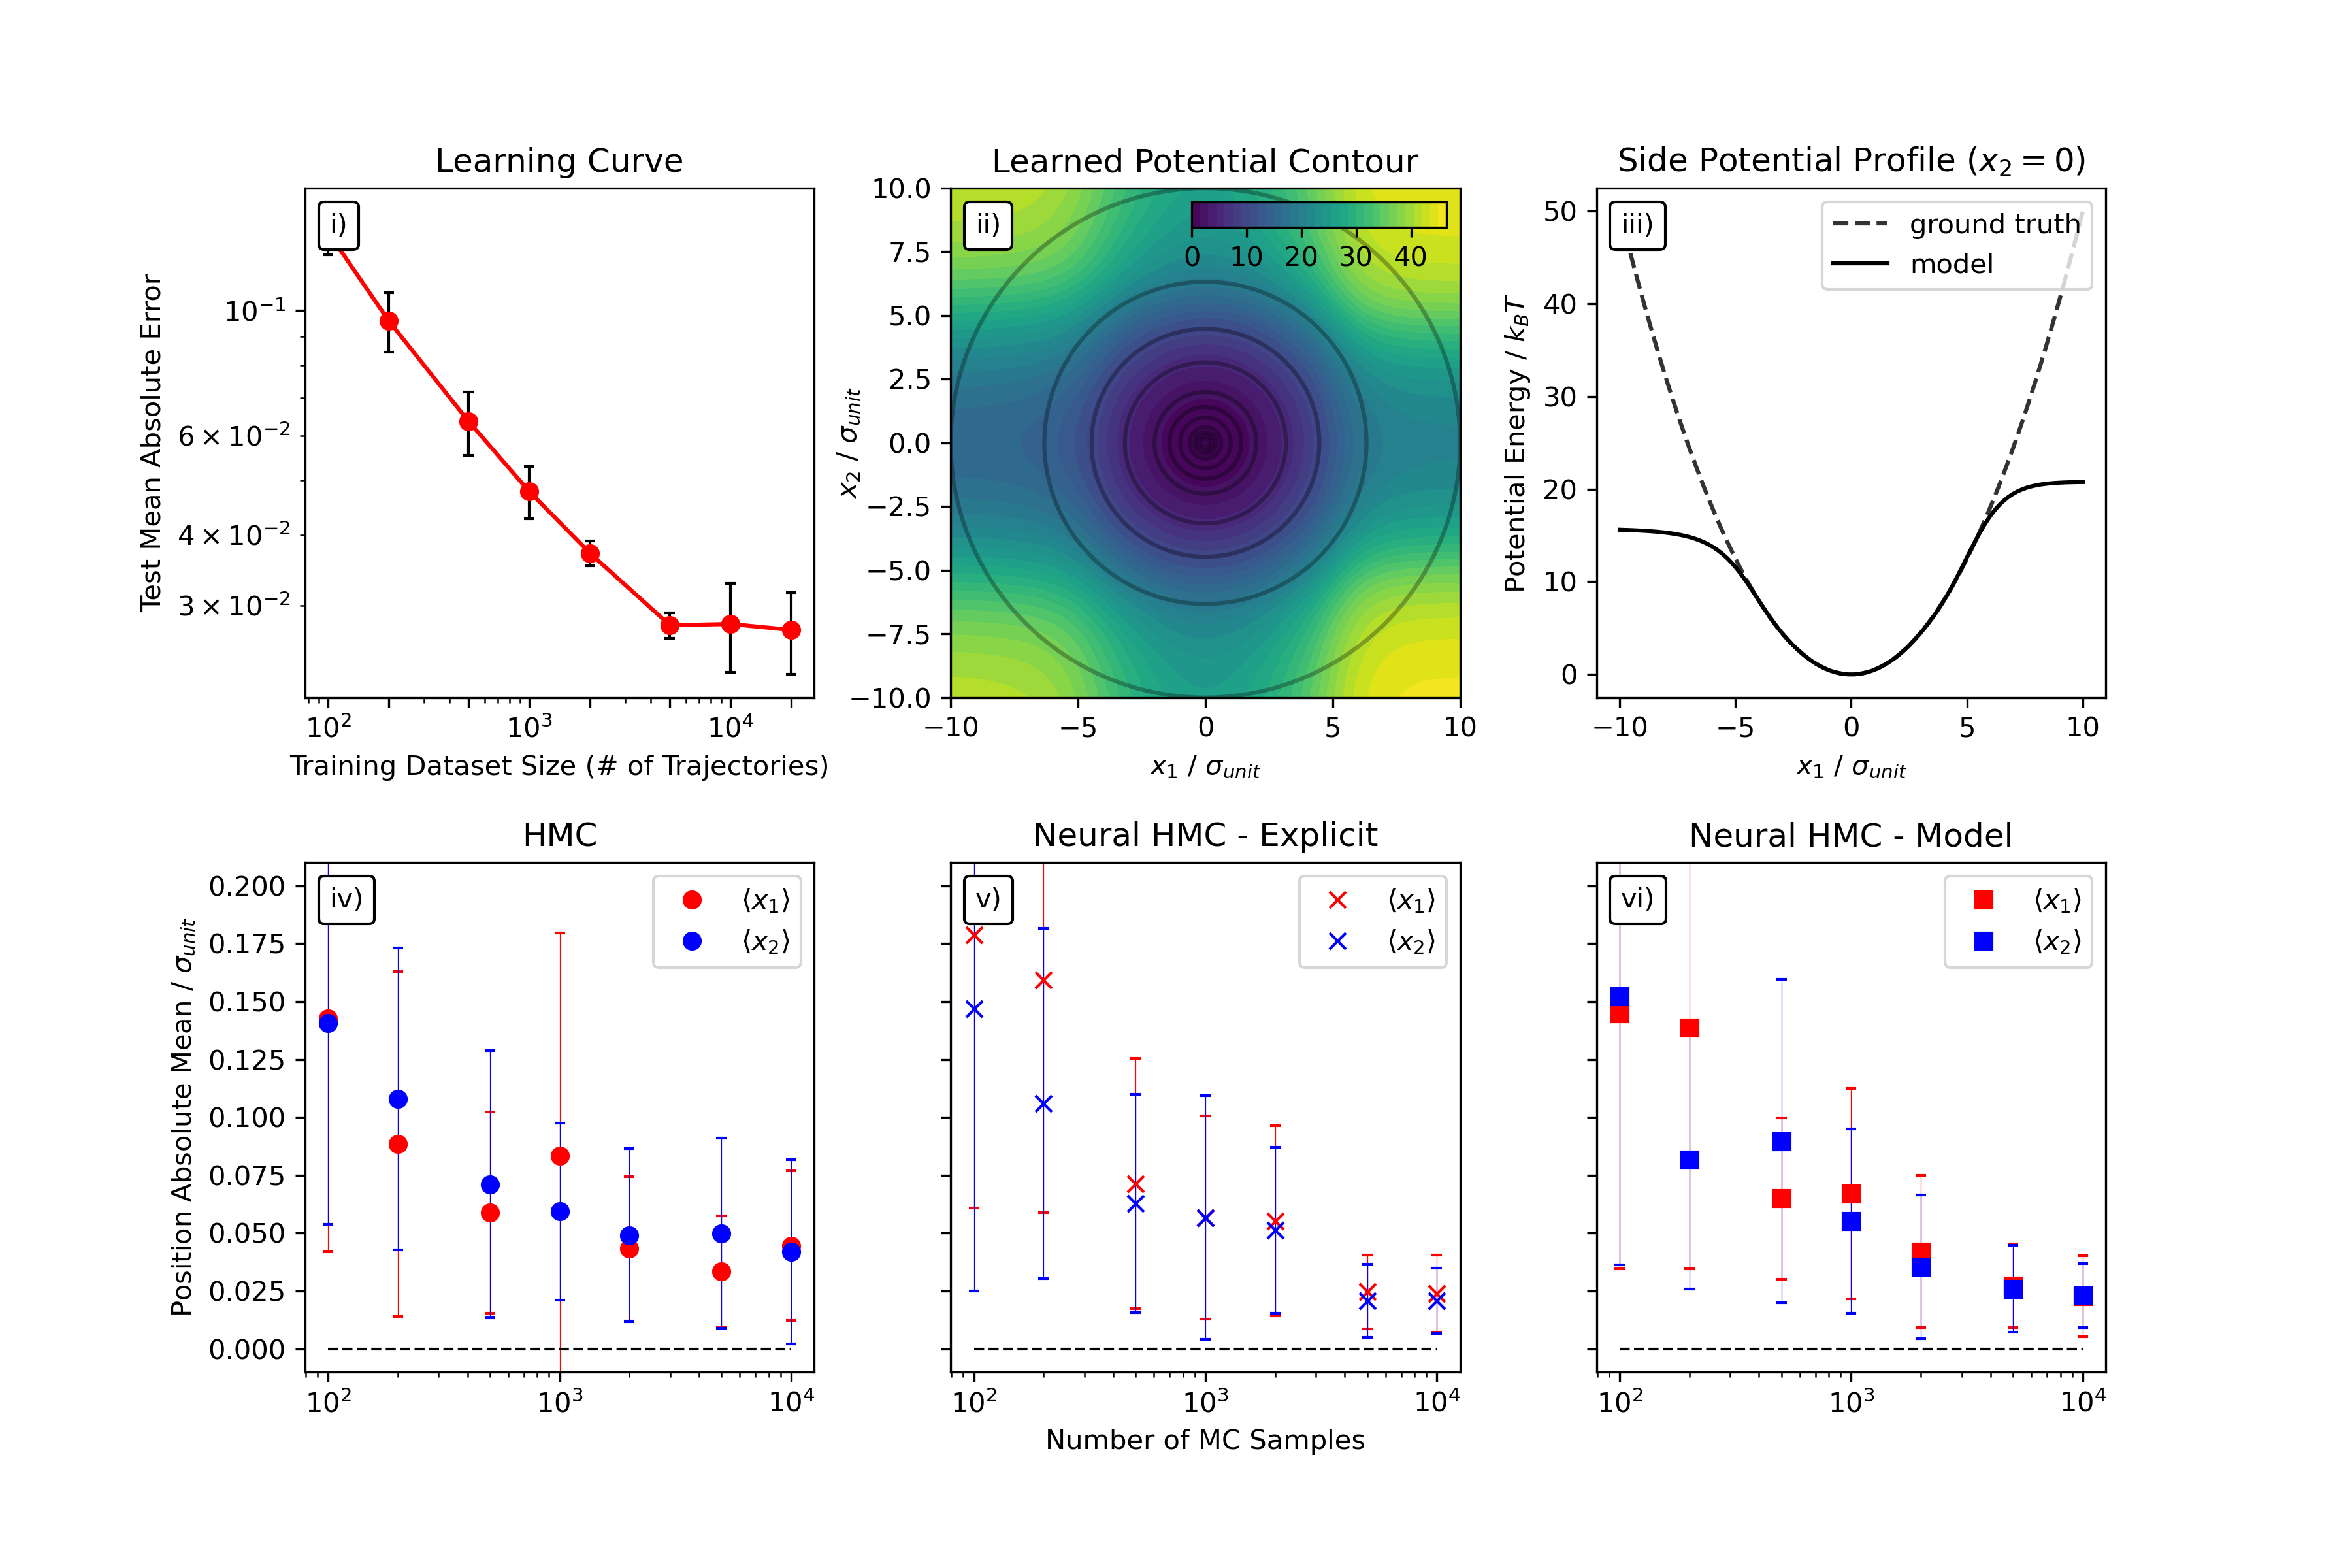 Learning Curve
i)
Test Mean Absolute Error
10⁻¹
6 × 10⁻²
4 × 10⁻²
3 × 10⁻²
10² 10³ 10⁴
Training Dataset Size (# of Trajectories)
Learned Potential Contour
ii)
0 10 20 30 40
x₂ / σ_unit
10.0
7.5
5.0
2.5
0.0
−2.5
−5.0
−7.5
−10.0
−10 −5 0 5 10
x₁ / σ_unit
Side Potential Profile (x₂ = 0)
iii)
ground truth
model
Potential Energy / k_BT
50
40
30
20
10
0
−10 −5 0 5 10
x₁ / σ_unit
HMC
iv)
⟨x₁⟩
⟨x₂⟩
Position Absolute Mean / σ_unit
0.200
0.175
0.150
0.125
0.100
0.075
0.050
0.025
0.000
10² 10³ 10⁴
Neural HMC - Explicit
v)
⟨x₁⟩
⟨x₂⟩
10² 10³ 10⁴
Number of MC Samples
Neural HMC - Model
vi)
⟨x₁⟩
⟨x₂⟩
10² 10³ 10⁴